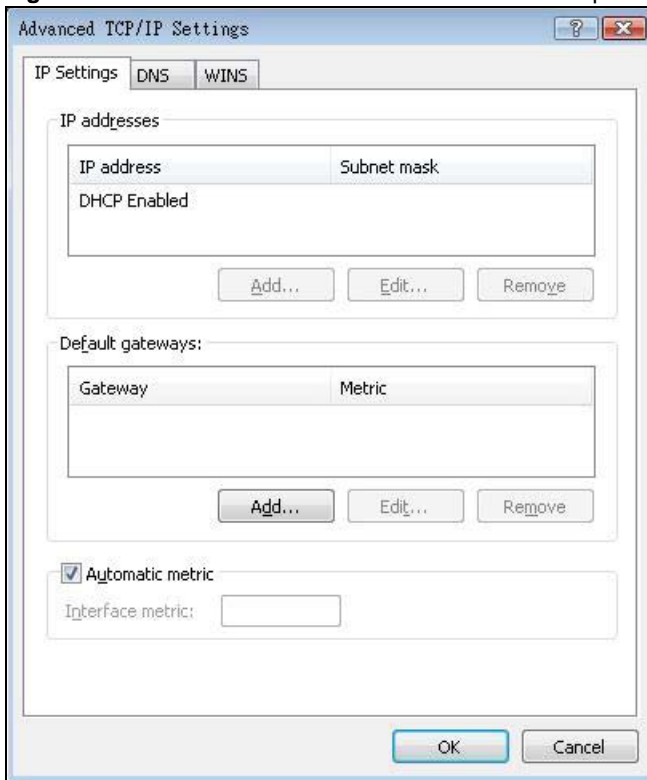 Advanced TCP/IP Settings
IP Settings DNS WINS
IP addresses
IP address Subnet mask
DHCP Enabled
Add... Edit... Remove
Default gateways:
Gateway Metric
Add... Edit... Remove
Automatic metric
Interface metric:
OK Cancel